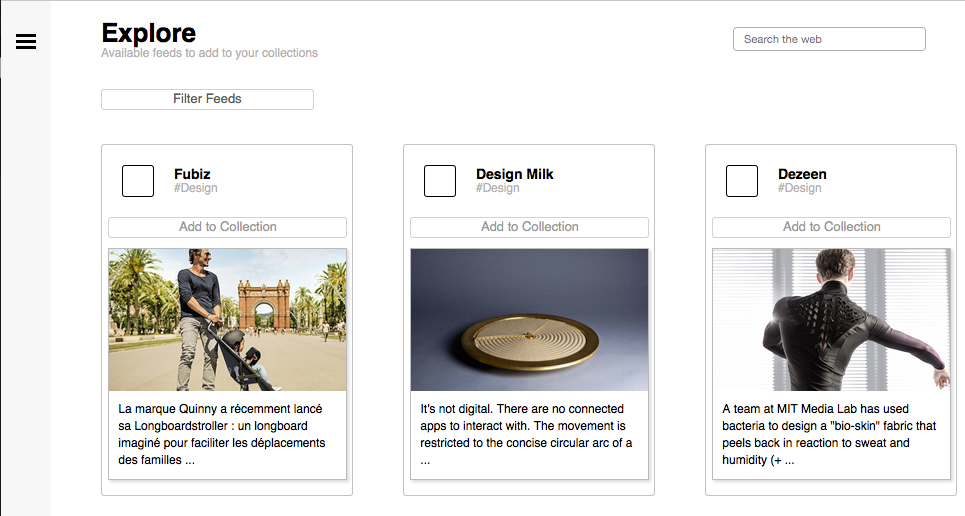 Explore
Available feeds to add to your collections
Search the web
Filter Feeds
Fubiz
#Design
Add to Collection
La marque Quinny a récemment lancé
sa Longboardstroller : un longboard
imaginé pour faciliter les déplacements
des familles ...
Design Milk
#Design
Add to Collection
It's not digital. There are no connected
apps to interact with. The movement is
restricted to the concise circular arc of a
...
Dezeen
#Design
Add to Collection
A team at MIT Media Lab has used
bacteria to design a "bio-skin" fabric that
peels back in reaction to sweat and
humidity (+ ...